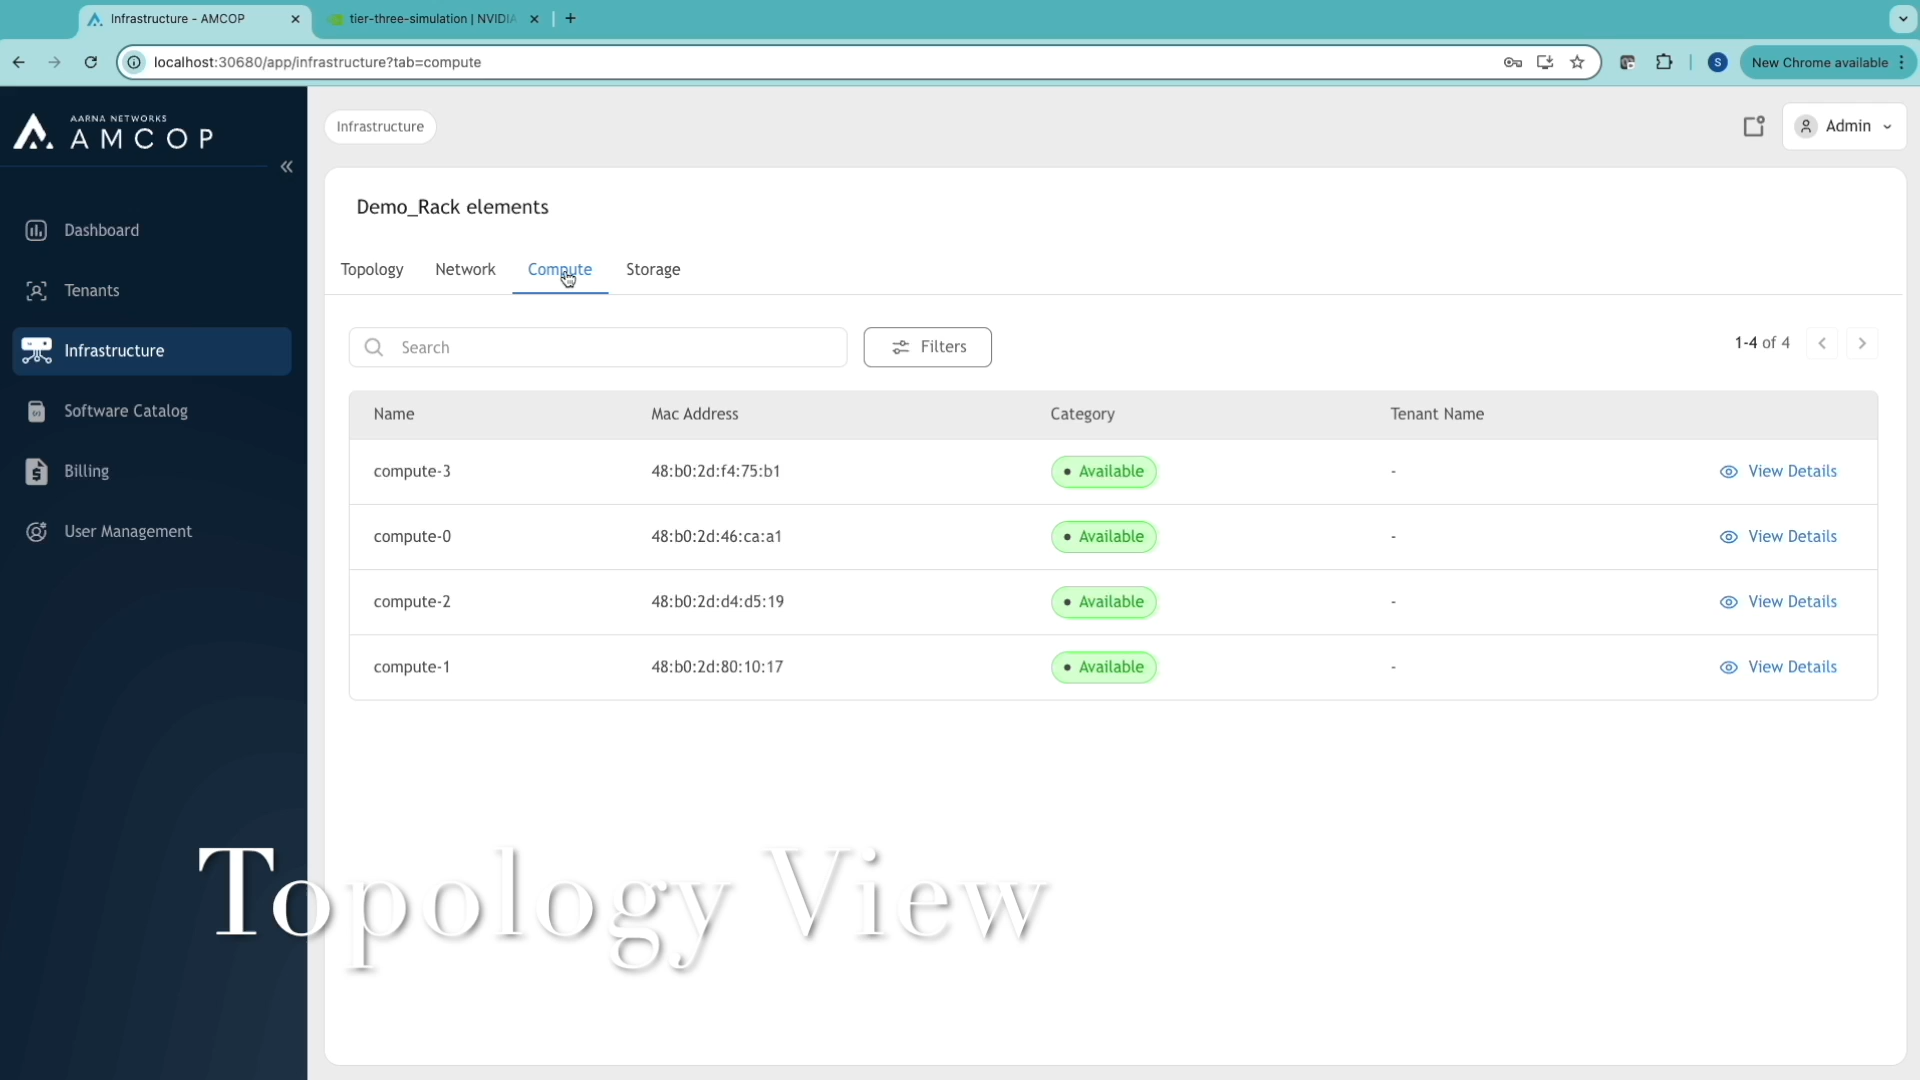 Infrastructure - AMCOP
tier-three-simulation | NVIDIA
localhost:30680/app/infrastructure?tab=compute
S
New Chrome available
AARNA NETWORKS
AMCOP
Infrastructure
Admin
Dashboard
Tenants
Infrastructure
Software Catalog
Billing
User Management
Demo_Rack elements
Topology Network Compute Storage
Search
Filters
1-4 of 4
Name Mac Address Category Tenant Name
compute-3 48:b0:2d:f4:75:b1 • Available - View Details
compute-0 48:b0:2d:46:ca:a1 • Available - View Details
compute-2 48:b0:2d:d4:d5:19 • Available - View Details
compute-1 48:b0:2d:80:10:17 • Available - View Details
Topology View